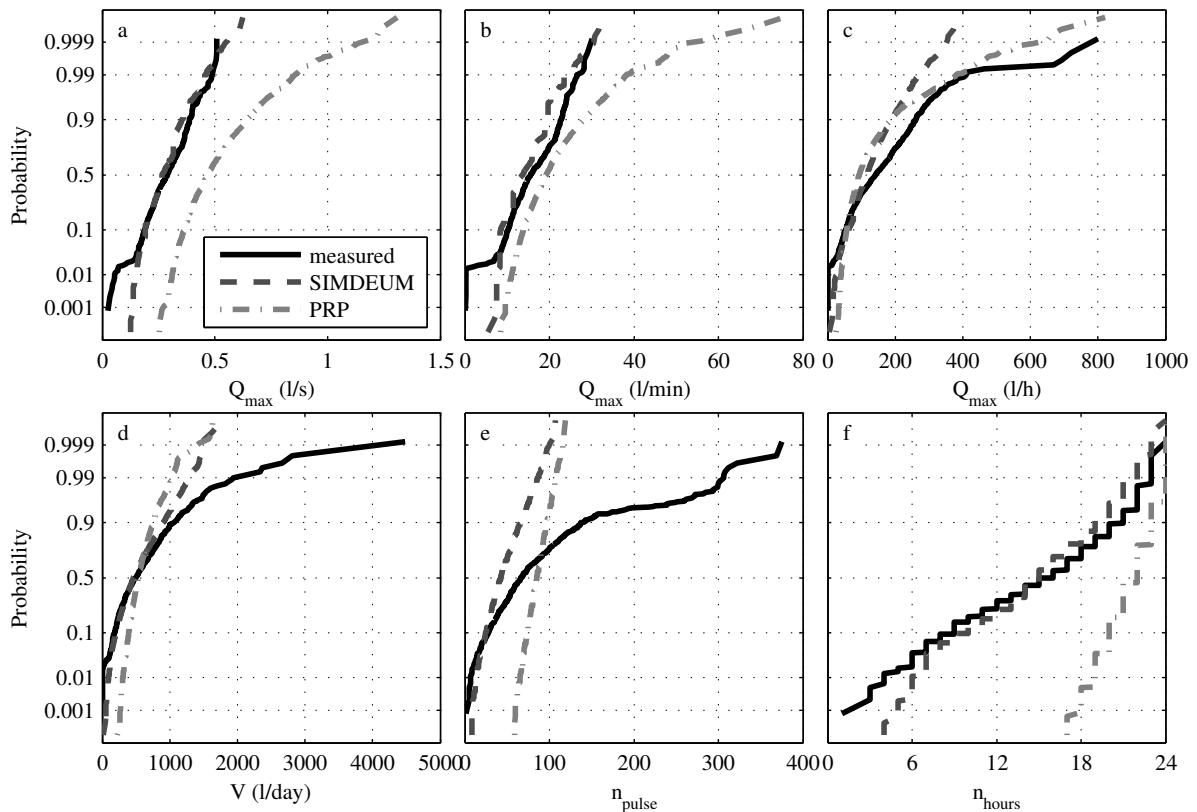 a
b
c
0.999
0.99
0.9
0.5
0.1
0.01
0.001
Probability
measured
SIMDEUM
PRP
0 0.5 1 1.5
Q_max (l/s)
0 20 40 60 80
Q_max (l/min)
0 200 400 600 800 1000
Q_max (l/h)
d
e
f
0.999
0.99
0.9
0.5
0.1
0.01
0.001
Probability
0 1000 2000 3000 4000 5000
V (l/day)
0 100 200 300 400
n_pulse
0 6 12 18 24
n_hours